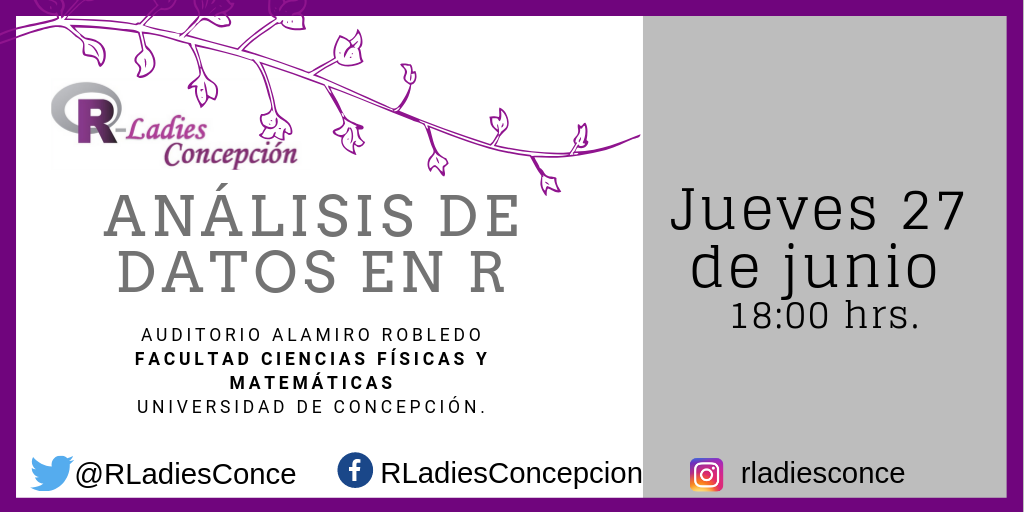 R-Ladies
Concepción
ANÁLISIS DE
DATOS EN R
AUDITORIO ALAMIRO ROBLEDO
FACULTAD CIENCIAS FÍSICAS Y
MATEMÁTICAS
UNIVERSIDAD DE CONCEPCIÓN.
Jueves 27
de junio
18:00 hrs.
@RLadiesConce
RLadiesConcepcion
rladiesconce